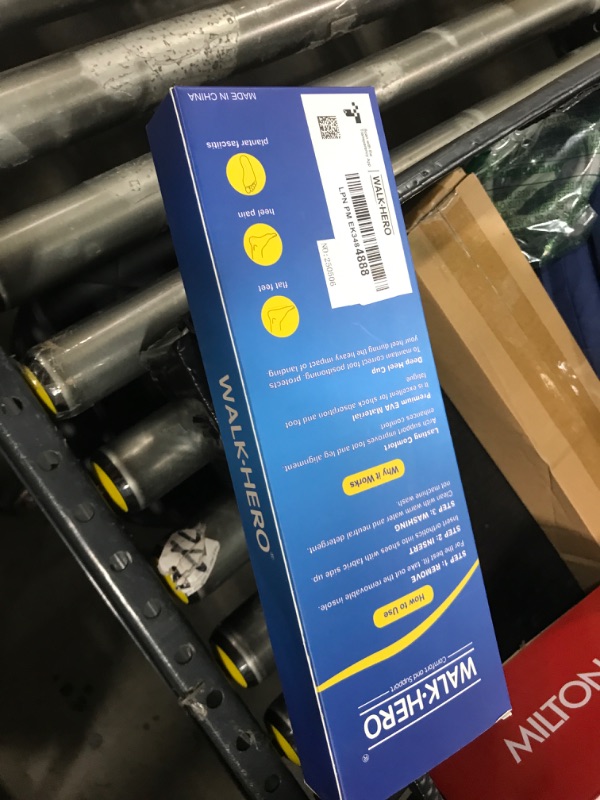 WALK·HERO®
Comfort and Support
How to Use
STEP 1: REMOVE
For the best fit, take out the removable insole.
STEP 2: INSERT
Insert orthotics into shoes with fabric side up.
STEP 3: WASHING
Clean with warm water and neutral detergent.
not machine wash.
Why it Works
Lasting Comfort
Arch support improves foot and leg alignment
enhances comfort
Premium EVA Material
It is excellent for shock absorption and foot
fatigue
Deep Heel Cup
To maintain correct foot positioning, protects
your heel during the heavy impact of landing
flat feet
heel pain
plantar fasciitis
MADE IN CHINA
WALK·HERO
LPN PM EK3484888
NO: 250506
WALK·HERO®
MILTON